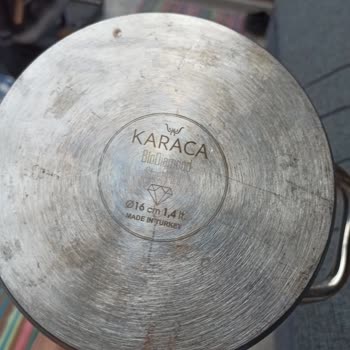 KARACA
BioDiamond
Ø16 cm 1,4 lt.
MADE IN TURKEY